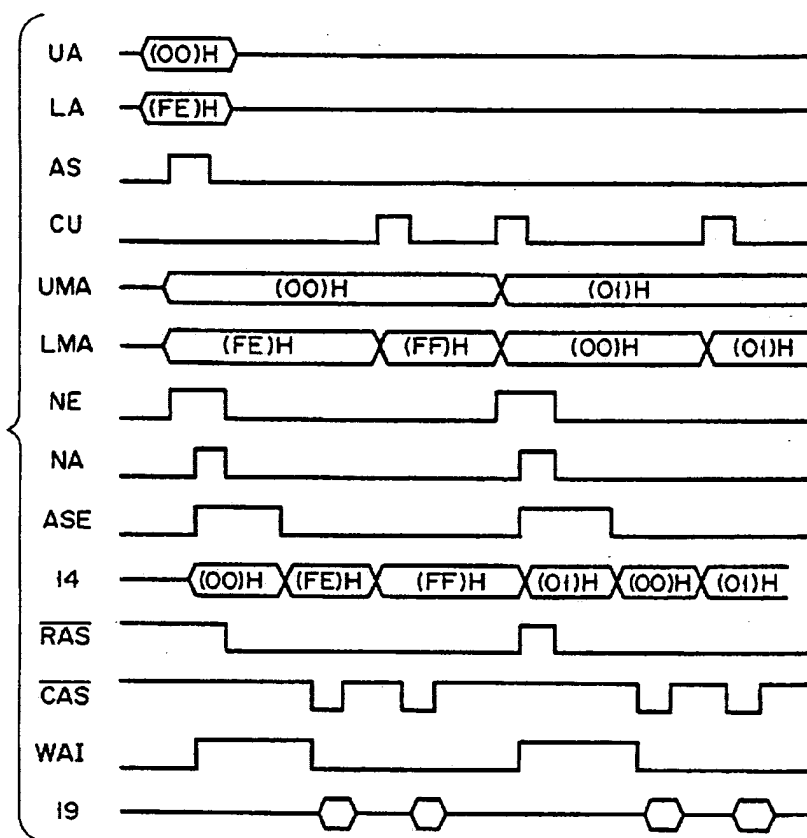 UA (00)H
LA (FE)H
AS
CU
UMA (00)H (01)H
LMA (FE)H (FF)H (00)H (01)H
NE
NA
ASE
14 (00)H (FE)H (FF)H (01)H (00)H (01)H
RAS
CAS
WAI
19